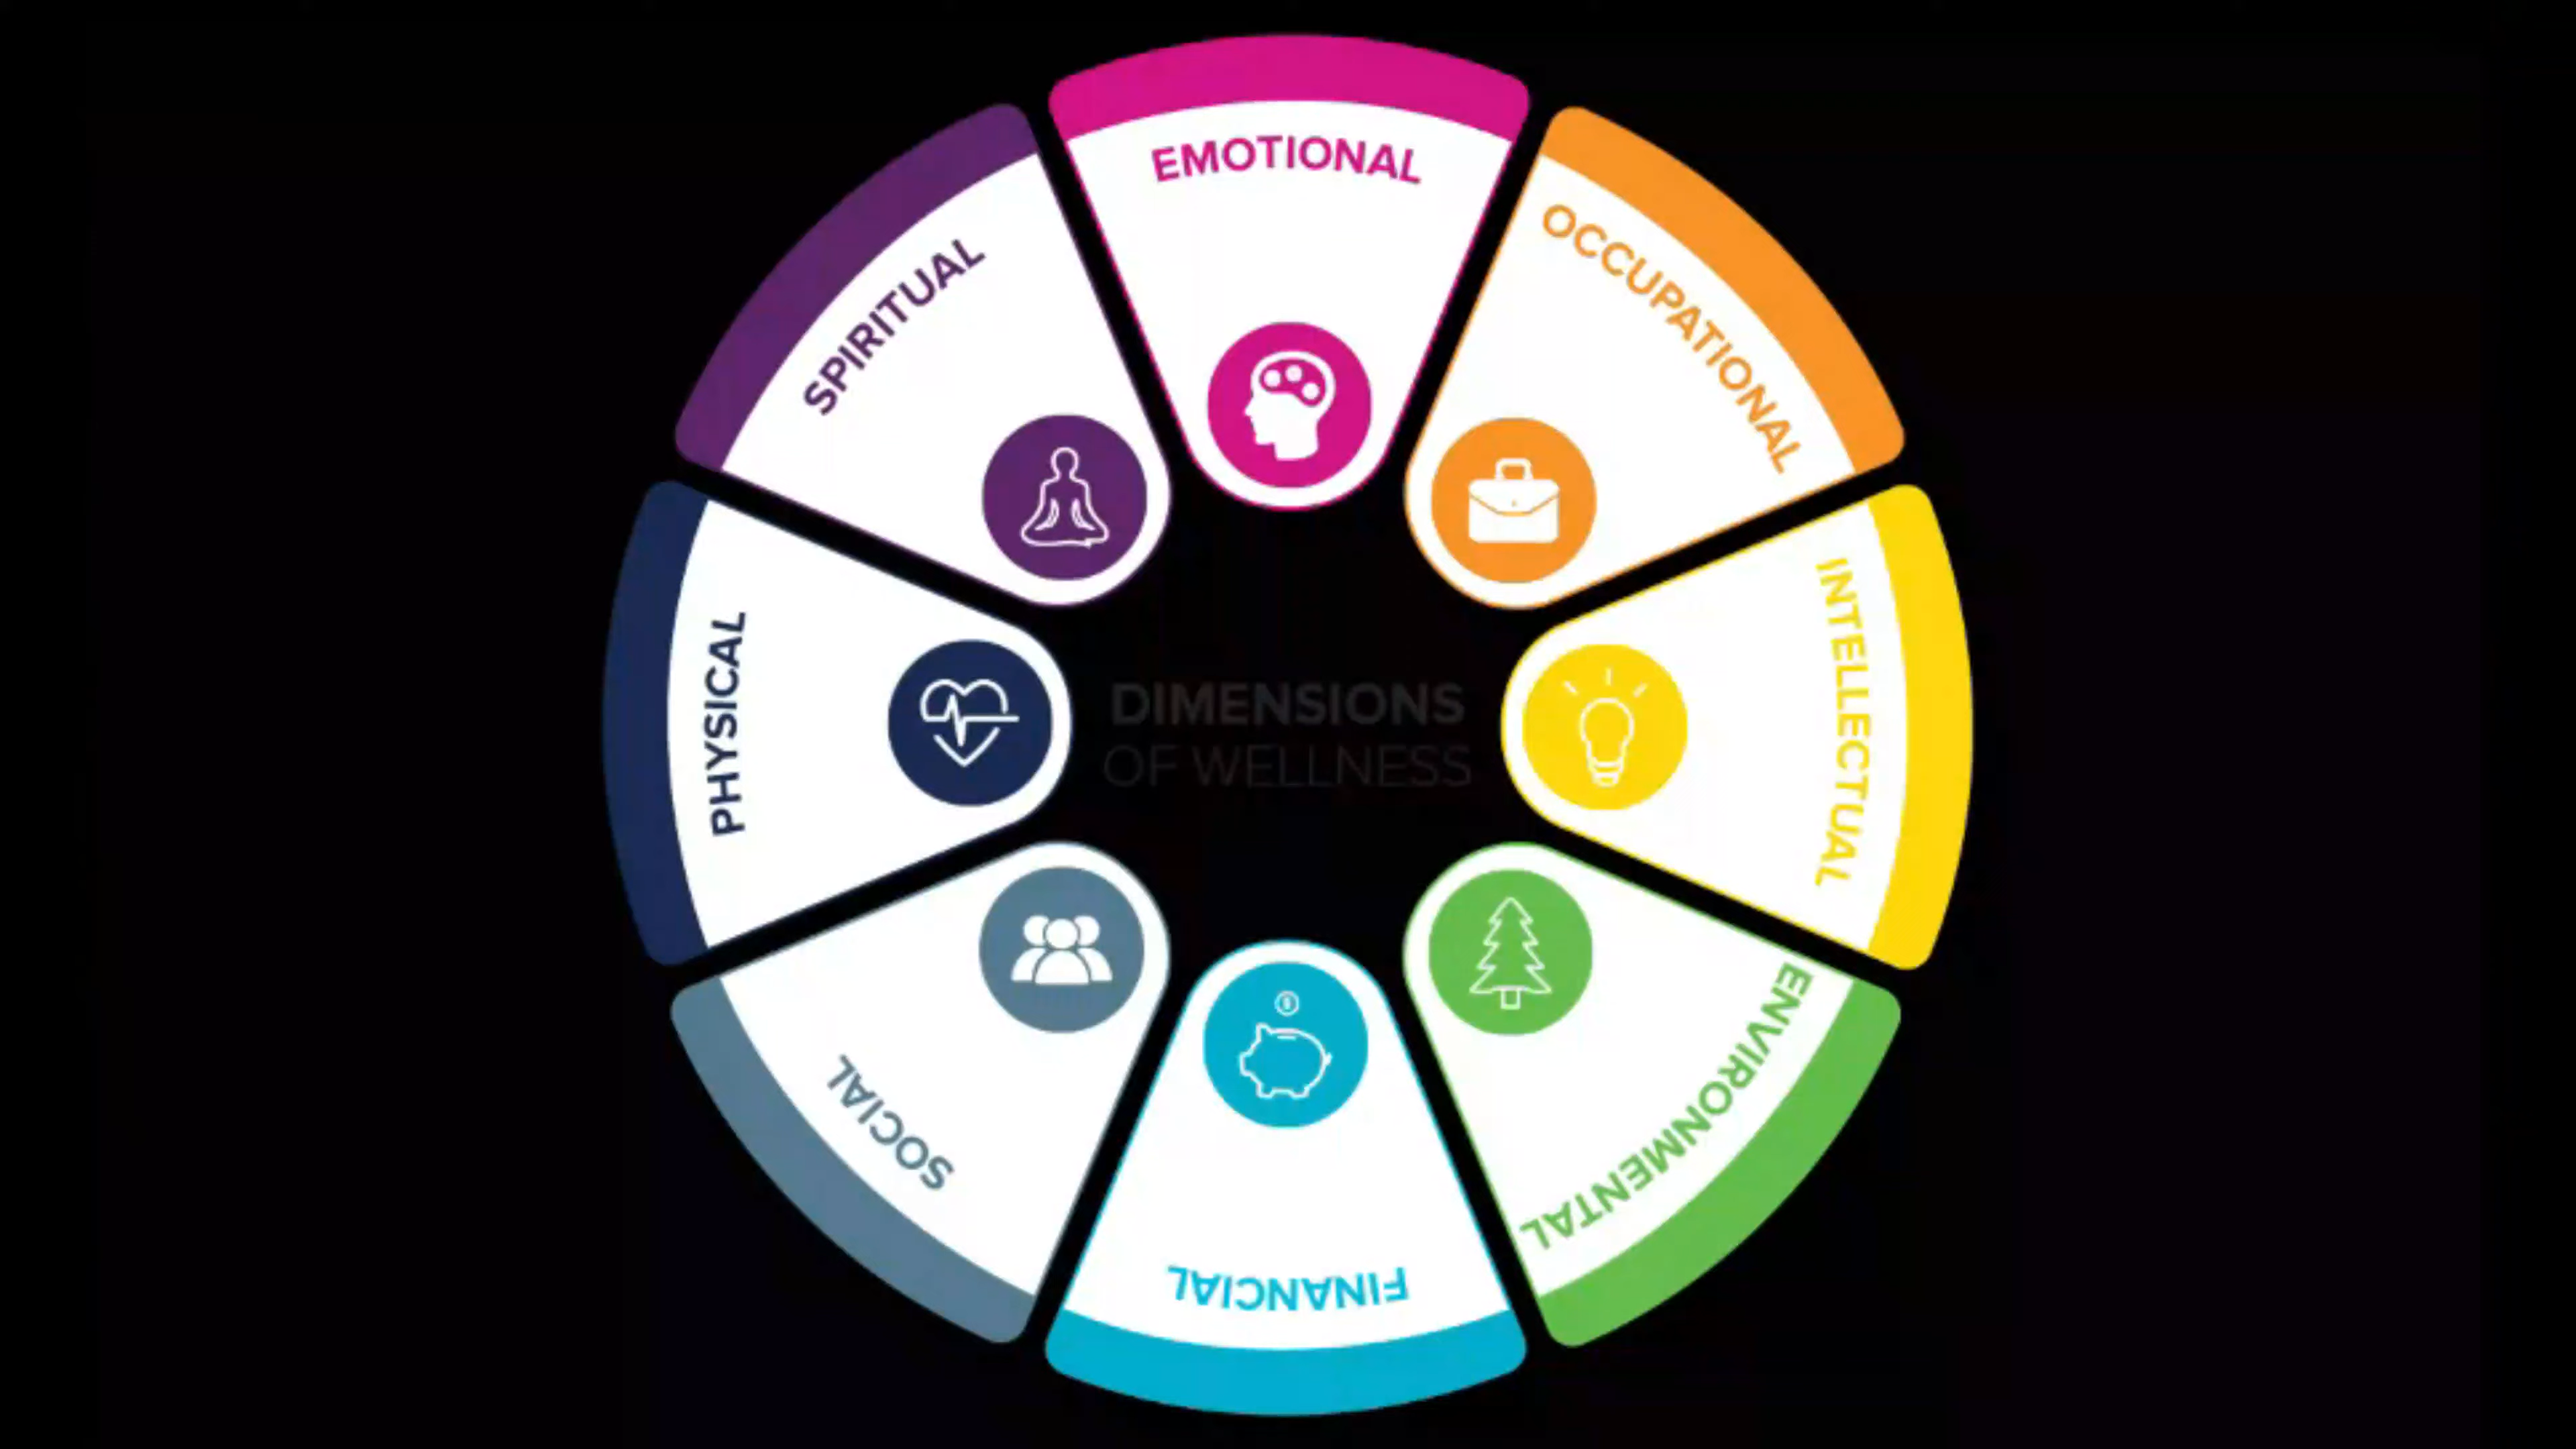 EMOTIONAL
OCCUPATIONAL
INTELLECTUAL
ENVIRONMENTAL
FINANCIAL
SOCIAL
PHYSICAL
SPIRITUAL
DIMENSIONS
OF WELLNESS